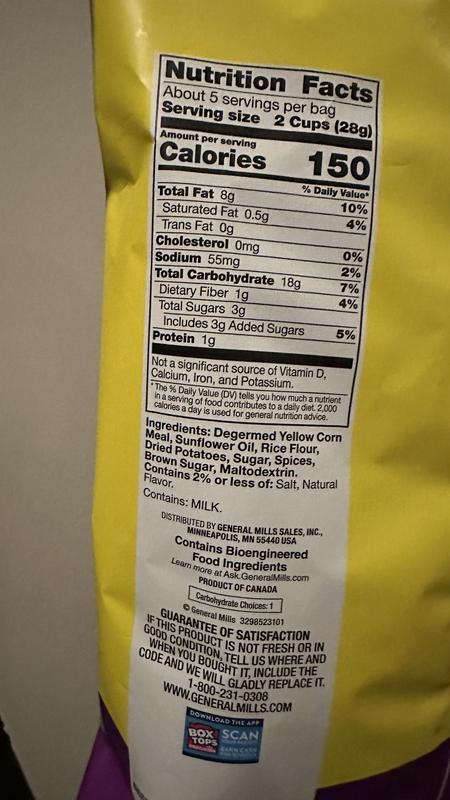 Nutrition Facts
About 5 servings per bag
Serving size 2 Cups (28g)
Amount per serving
Calories 150
% Daily Value*
Total Fat 8g 10%
Saturated Fat 0.5g 4%
Trans Fat 0g
Cholesterol 0mg 0%
Sodium 55mg 2%
Total Carbohydrate 18g 7%
Dietary Fiber 1g 4%
Total Sugars 3g
Includes 3g Added Sugars 5%
Protein 1g
Not a significant source of Vitamin D,
Calcium, Iron, and Potassium.
*The % Daily Value (DV) tells you how much a nutrient
in a serving of food contributes to a daily diet. 2,000
calories a day is used for general nutrition advice.
Ingredients: Degermed Yellow Corn
Meal, Sunflower Oil, Rice Flour,
Dried Potatoes, Sugar, Spices,
Brown Sugar, Maltodextrin.
Contains 2% or less of: Salt, Natural
Flavor.
Contains: MILK.
DISTRIBUTED BY GENERAL MILLS SALES, INC.,
MINNEAPOLIS, MN 55440 USA
Contains Bioengineered
Food Ingredients
Learn more at Ask.GeneralMills.com
PRODUCT OF CANADA
Carbohydrate Choices: 1
© General Mills 3298523101
GUARANTEE OF SATISFACTION
IF THIS PRODUCT IS NOT FRESH OR IN
GOOD CONDITION, TELL US WHERE AND
WHEN YOU BOUGHT IT, INCLUDE THE
CODE AND WE WILL GLADLY REPLACE IT.
1-800-231-0308
WWW.GENERALMILLS.COM
DOWNLOAD THE APP
BOX TOPS
SCAN